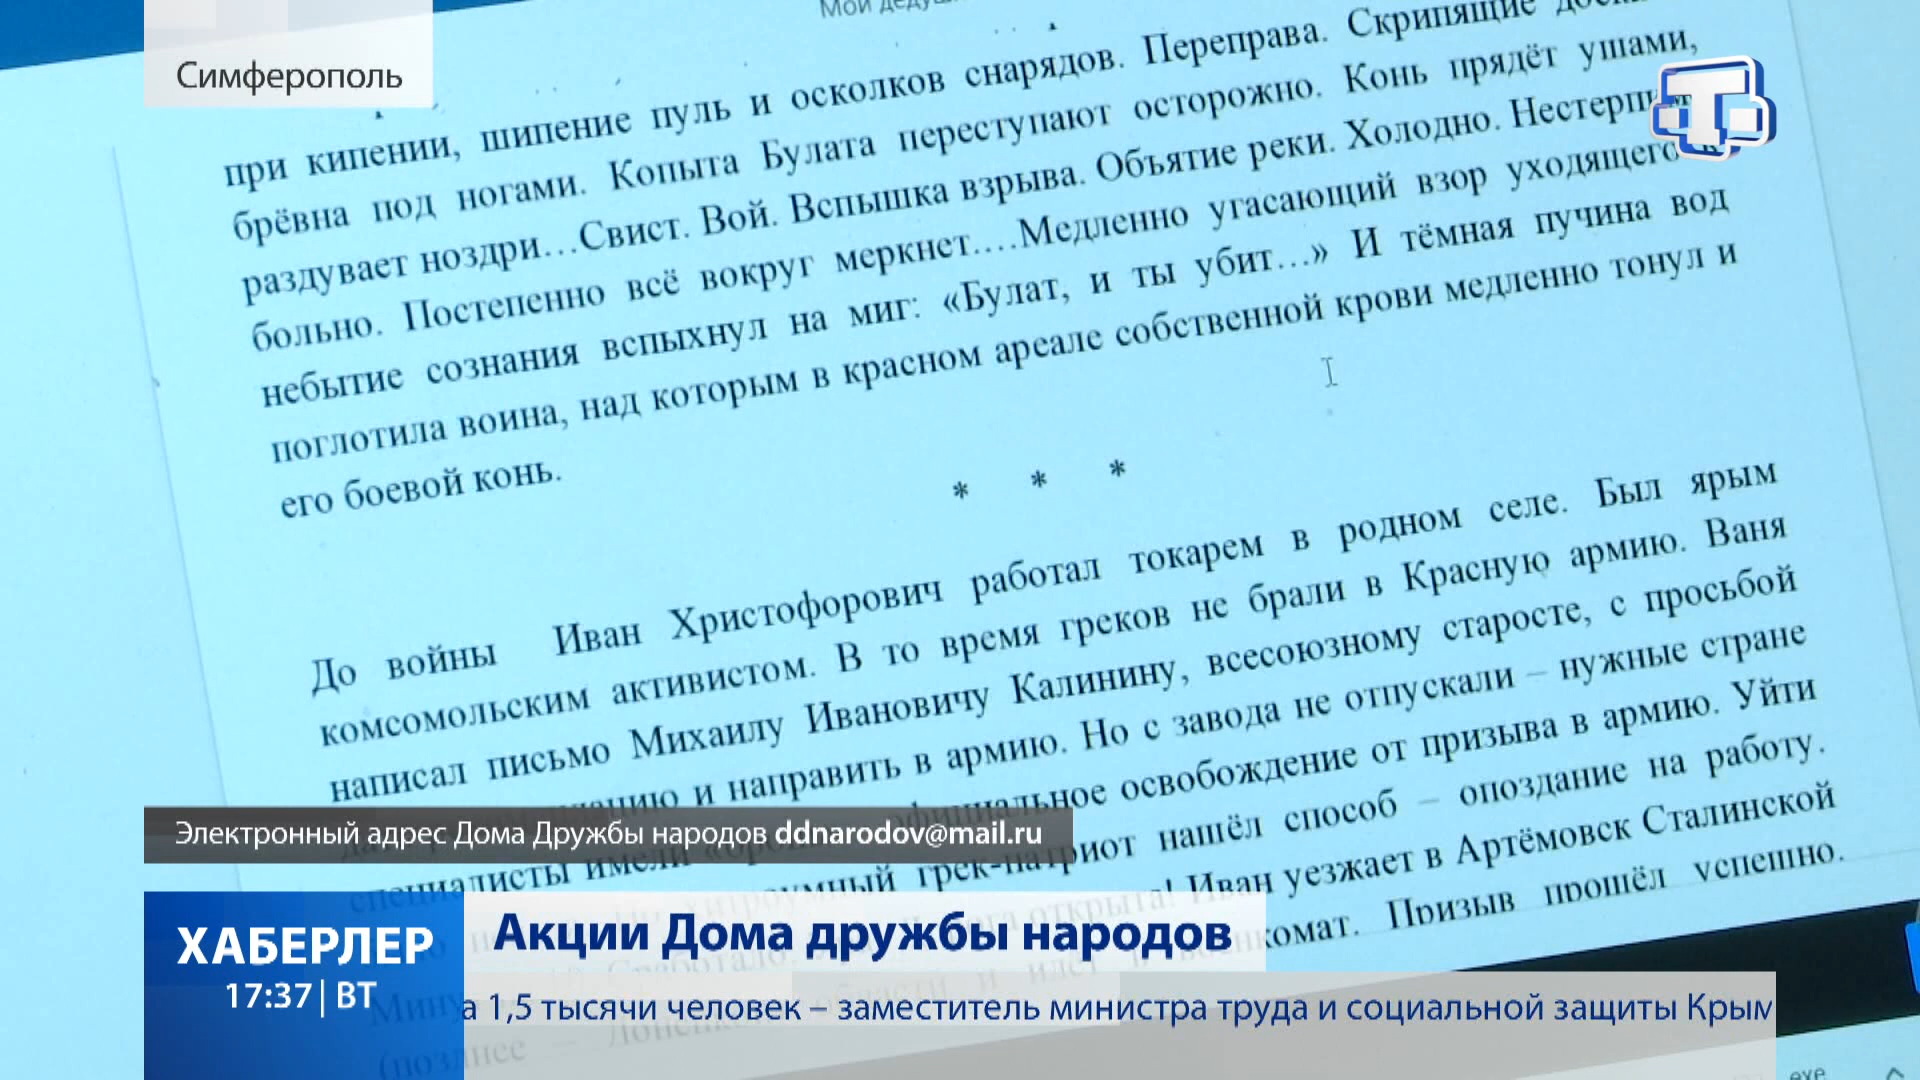 Мой
Симферополь
при кипении, шипение пуль и осколков снарядов. Переправа. Скрипящие
брёвна под ногами. Копыта Булата переступают осторожно. Конь прядёт ушами,
раздувает ноздри…Свист. Вой. Вспышка взрыва. Объятие реки. Холодно.
больно. Постепенно всё вокруг меркнет….Медленно угасающий взор уходящего
небытие сознания вспыхнул на миг: «Булат, и ты убит…» И тёмная пучина вод
поглотила воина, над которым в красном ареале собственной крови медленно тонул и
его боевой конь.
* * *
До войны Иван Христофорович работал токарем в родном селе. Был ярым
комсомольским активистом. В то время греков не брали в Красную армию. Ваня
написал письмо Михаилу Ивановичу Калинину, всесоюзному старосте, с просьбой
и направить в армию. Но с завода не отпускали – нужные стране
специалисты имели освобождение от призыва в армию. Уйти
грек-патриот нашёл способ – опоздание на работу.
Иван уезжает в Артёмовск Сталинской
Призыв прошёл успешно.
Электронный адрес Дома Дружбы народов ddnarodov@mail.ru
ХАБЕРЛЕР
17:37 | ВТ
Акции Дома дружбы народов
а 1,5 тысячи человек – заместитель министра труда и социальной защиты Крым
exe